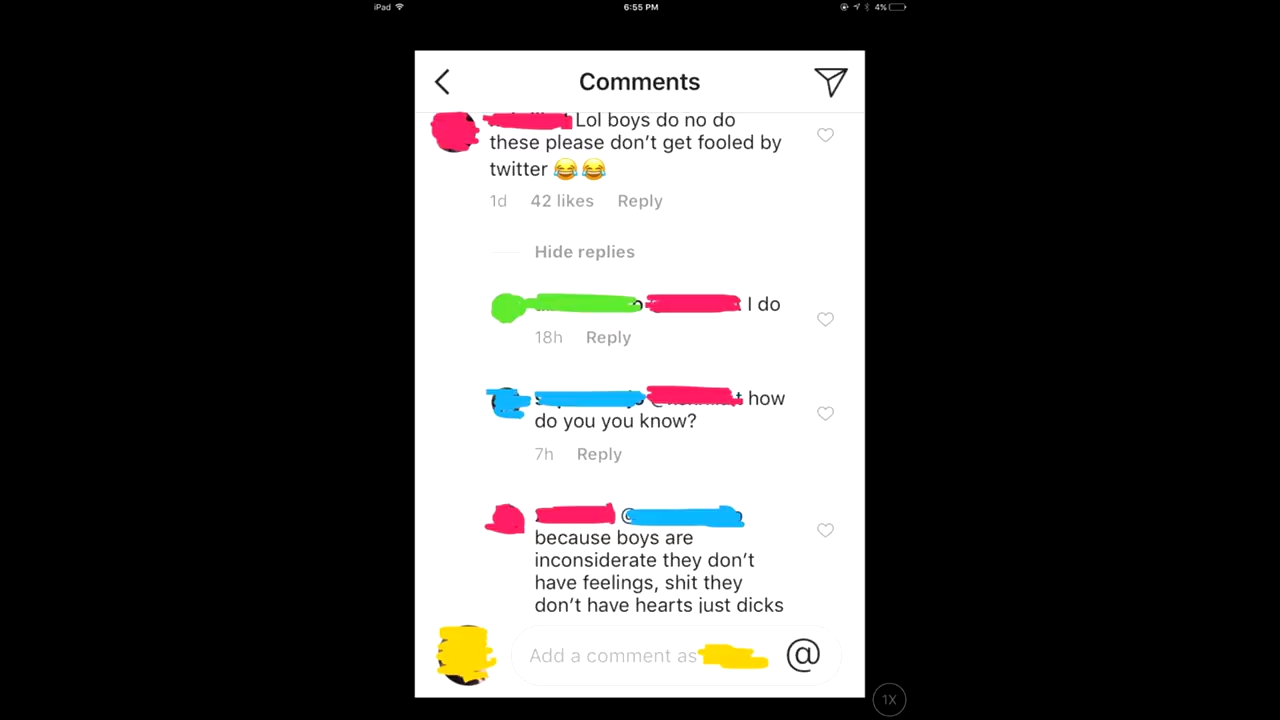 iPad 6:55 PM 4%
Comments
Lol boys do no do
these please don't get fooled by
twitter 😂😂
1d 42 likes Reply
Hide replies
I do
18h Reply
how
do you you know?
7h Reply
@
because boys are
inconsiderate they don't
have feelings, shit they
don't have hearts just dicks
Add a comment as @
1X